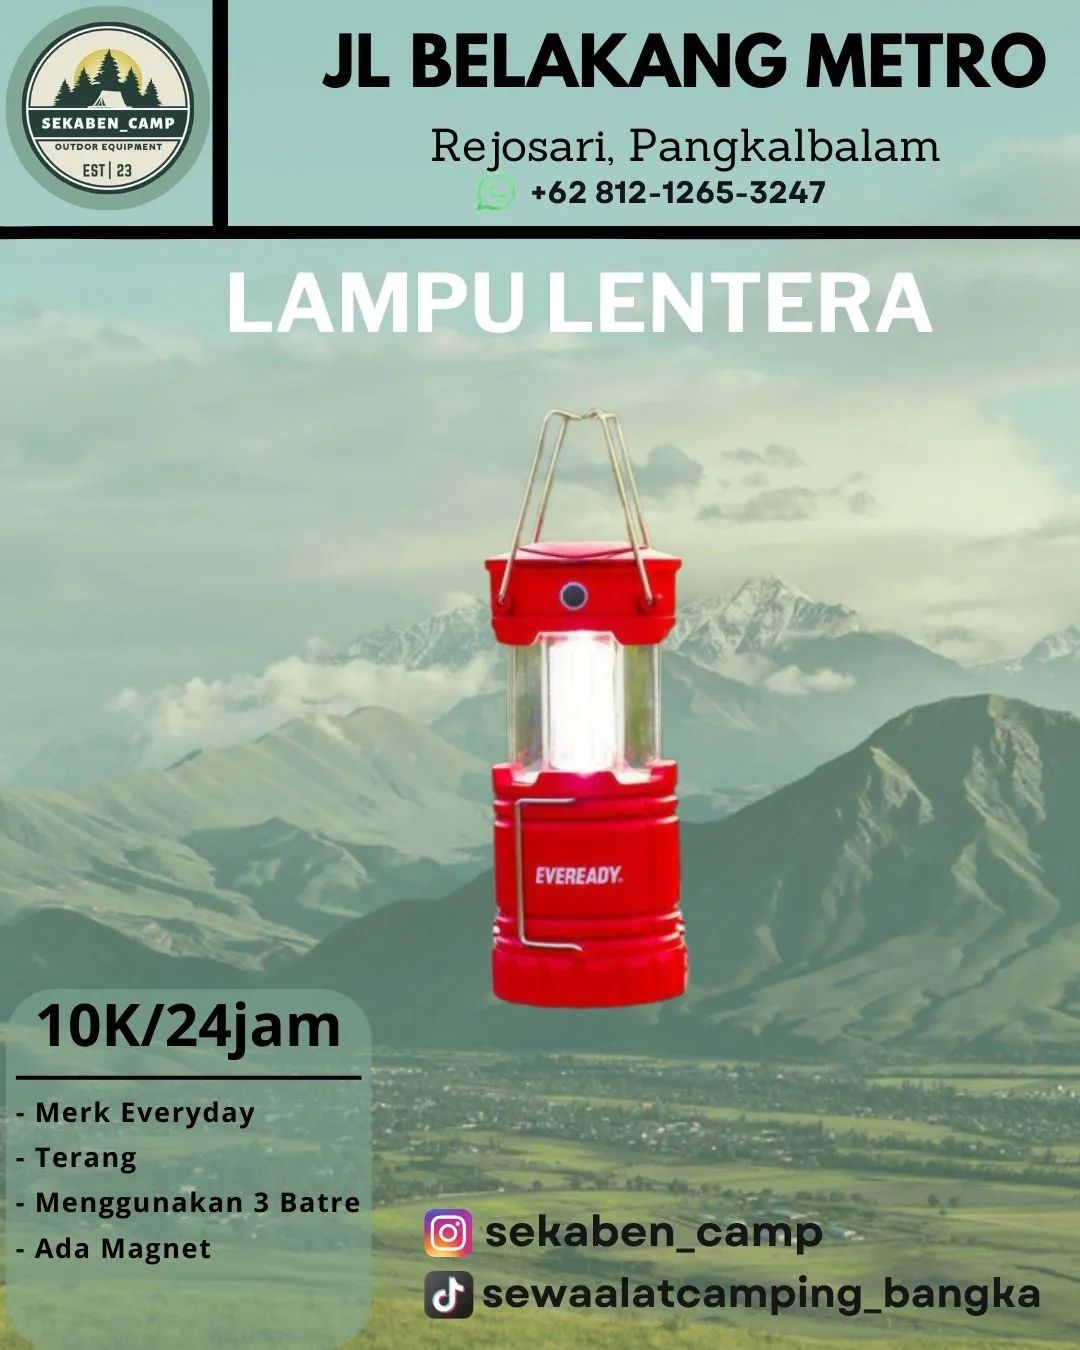 SEKABEN_CAMP
OUTDOR EQUIPMENT
EST| 23
JL BELAKANG METRO
Rejosari, Pangkalbalam
+62 812-1265-3247
LAMPU LENTERA
EVEREADY.
10K/24jam
- Merk Everyday
- Terang
- Menggunakan 3 Batre
- Ada Magnet
sekaben_camp
sewaalatcamping_bangka